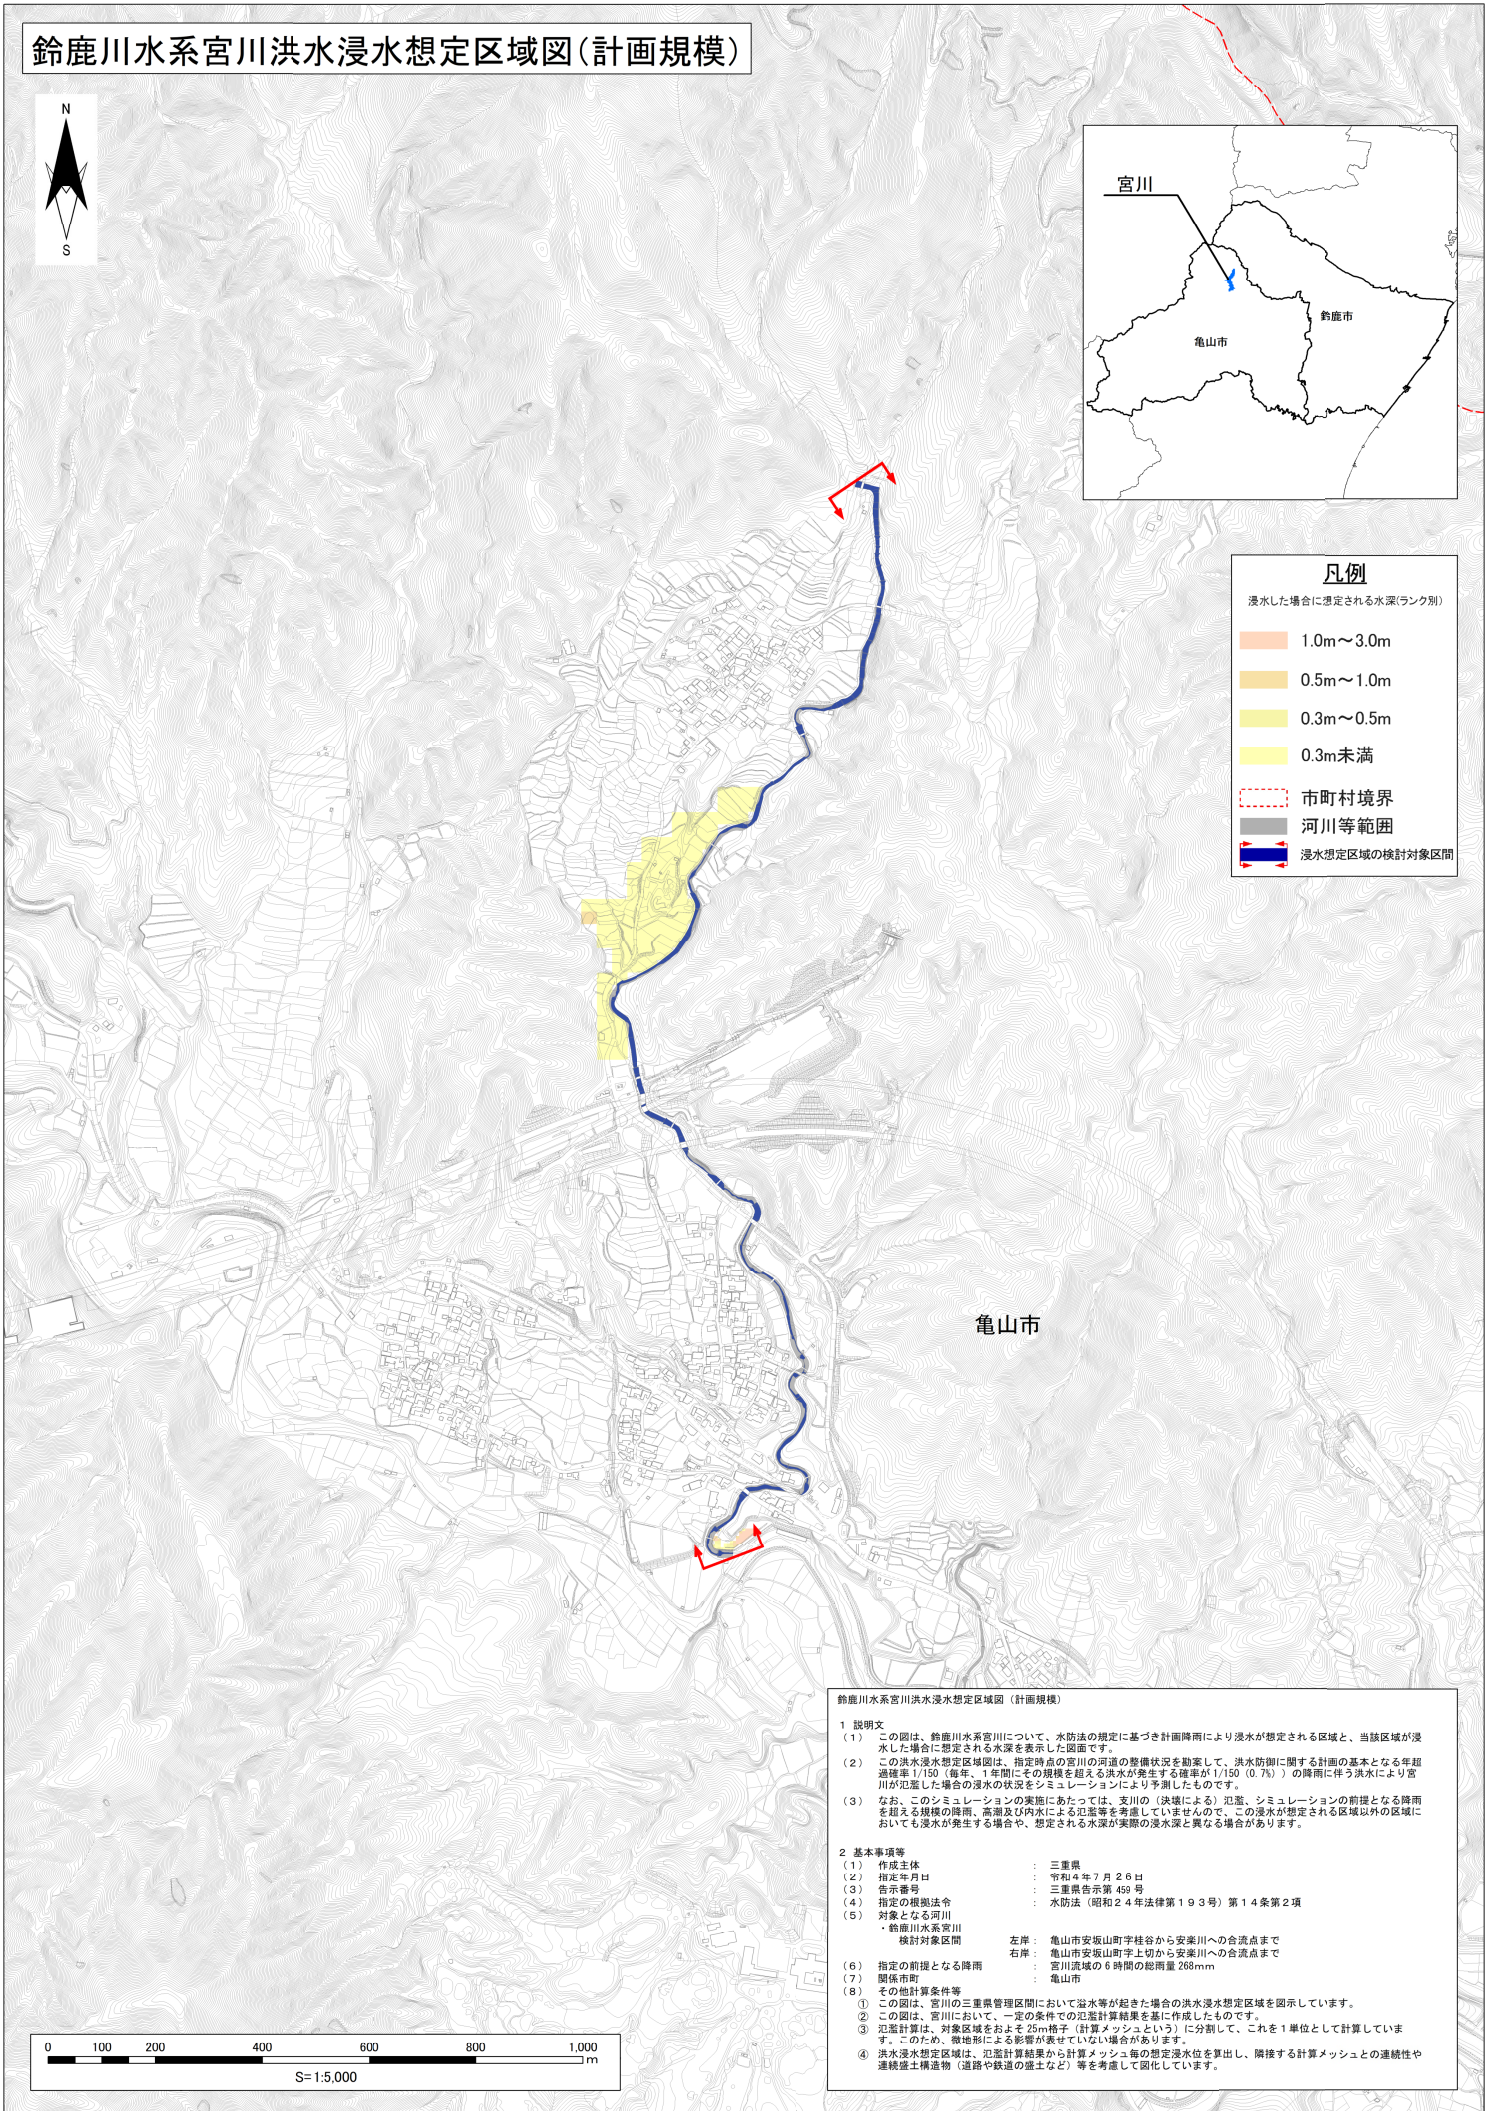 鈴鹿川水系宮川洪水浸水想定区域図(計画規模)
N
S
宮川
鈴鹿市
亀山市
凡例
浸水した場合に想定される水深(ランク別)
1.0m～3.0m
0.5m～1.0m
0.3m～0.5m
0.3m未満
市町村境界
河川等範囲
浸水想定区域の検討対象区間
亀山市
鈴鹿川水系宮川洪水浸水想定区域図（計画規模）
1 説明文
（１） この図は、鈴鹿川水系宮川について、水防法の規定に基づき計画降雨により浸水が想定される区域と、当該区域が浸
水した場合に想定される水深を表示した図面です。
（２） この洪水浸水想定区域図は、指定時点の宮川の河道の整備状況を勘案して、洪水防御に関する計画の基本となる年超
過確率1/150（毎年、１年間にその規模を超える洪水が発生する確率が1/150（0.7%））の降雨に伴う洪水により宮
川が氾濫した場合の浸水の状況をシミュレーションにより予測したものです。
（３） なお、このシミュレーションの実施にあたっては、支川の（決壊による）氾濫、シミュレーションの前提となる降雨
を超える規模の降雨、高潮及び内水による氾濫等を考慮していませんので、この浸水が想定される区域以外の区域に
おいても浸水が発生する場合や、想定される水深が実際の浸水深と異なる場合があります。
2 基本事項等
（１） 作成主体 ： 三重県
（２） 指定年月日 ： 令和４年７月２６日
（３） 告示番号 ： 三重県告示第 459 号
（４） 指定の根拠法令 ： 水防法（昭和２４年法律第１９３号）第１４条第２項
（５） 対象となる河川
・鈴鹿川水系宮川
検討対象区間 左岸： 亀山市安坂山町字桂谷から安楽川への合流点まで
右岸： 亀山市安坂山町字上切から安楽川への合流点まで
（６） 指定の前提となる降雨 ： 宮川流域の６時間の総雨量 268mm
（７） 関係市町 ： 亀山市
（８） その他計算条件等
① この図は、宮川の三重県管理区間において溢水等が起きた場合の洪水浸水想定区域を図示しています。
② この図は、宮川において、一定の条件での氾濫計算結果を基に作成したものです。
③ 氾濫計算は、対象区域をおよそ 25m格子（計算メッシュという）に分割して、これを１単位として計算していま
す。このため、微地形による影響が表せていない場合があります。
④ 洪水浸水想定区域は、氾濫計算結果から計算メッシュ毎の想定浸水位を算出し、隣接する計算メッシュとの連続性や
連続盛土構造物（道路や鉄道の盛土など）等を考慮して図化しています。
0 100 200 400 600 800 1,000
m
S=1:5,000